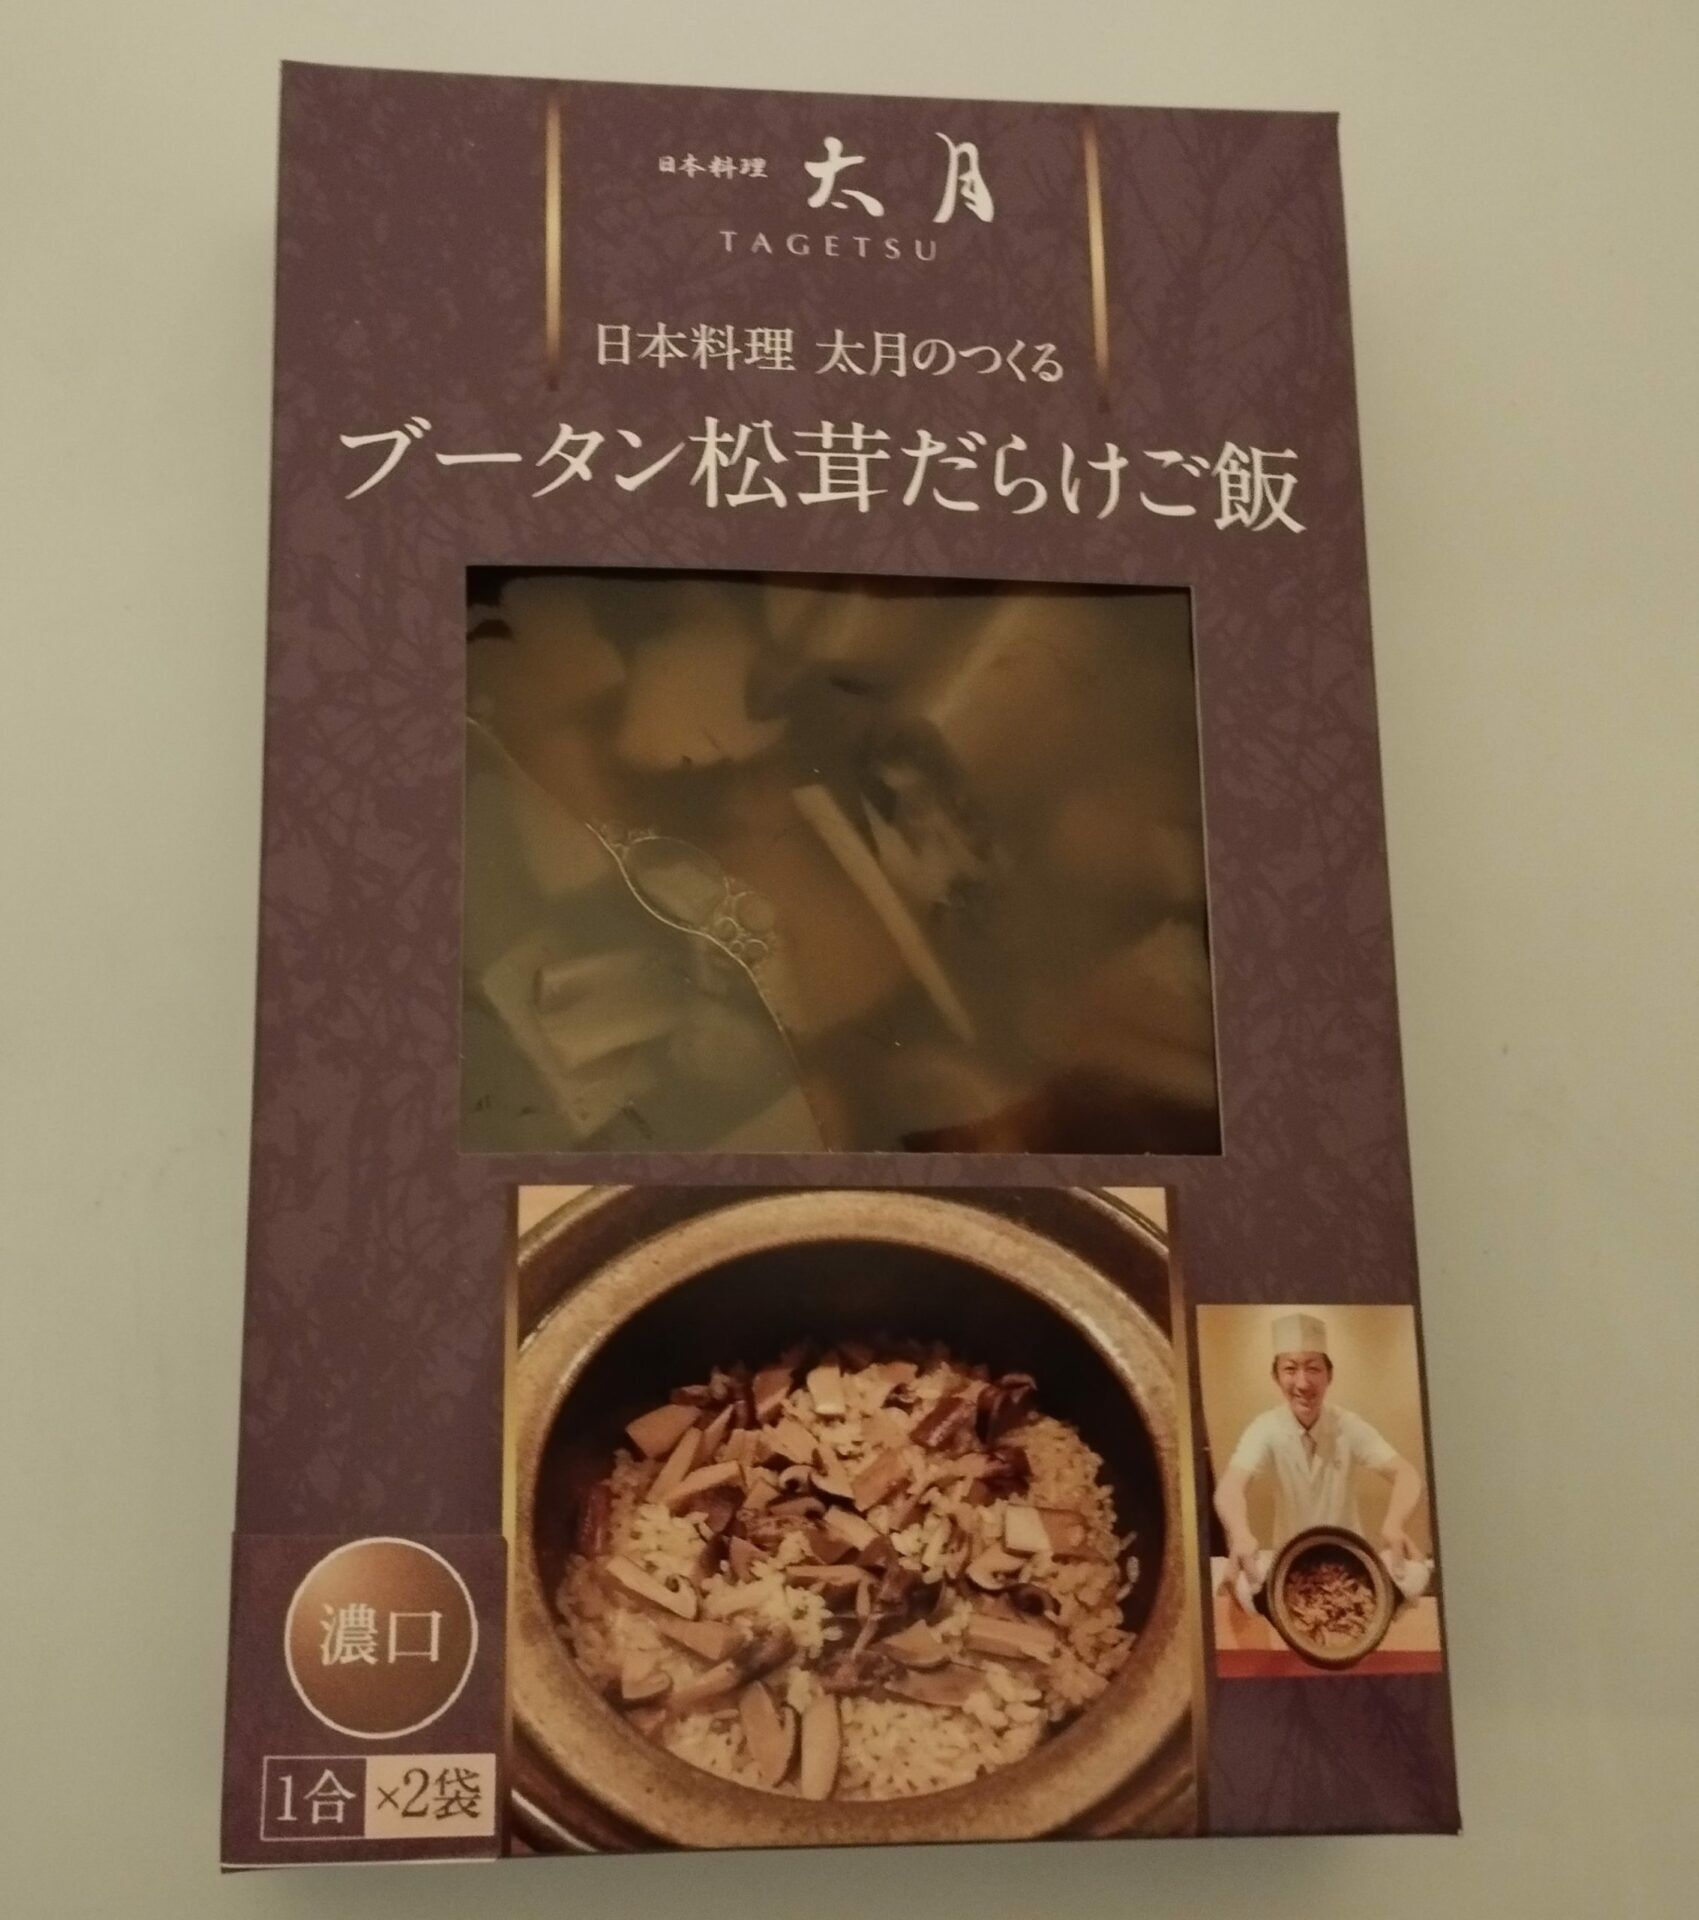 日本料理 太月
TAGETSU
日本料理 太月のつくる
ブータン松茸だらけご飯
濃口
1合 ×2袋